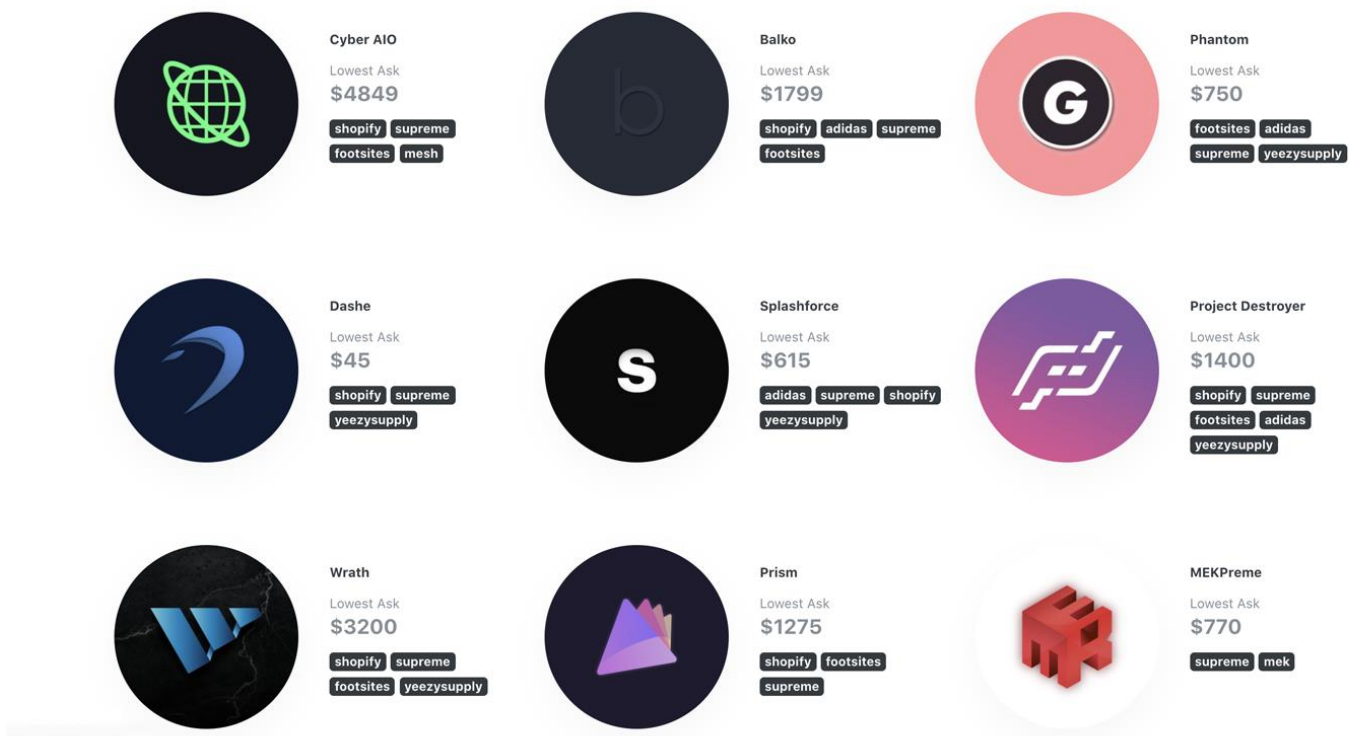 Cyber AIO
Lowest Ask
$4849
shopify supreme
footsites mesh
b
Balko
Lowest Ask
$1799
shopify adidas supreme
footsites
G
Phantom
Lowest Ask
$750
footsites adidas
supreme yeezysupply
Dashe
Lowest Ask
$45
shopify supreme
yeezysupply
S
Splashforce
Lowest Ask
$615
adidas supreme shopify
yeezysupply
Project Destroyer
Lowest Ask
$1400
shopify supreme
footsites adidas
yeezysupply
Wrath
Lowest Ask
$3200
shopify supreme
footsites yeezysupply
Prism
Lowest Ask
$1275
shopify footsites
supreme
MEKPreme
Lowest Ask
$770
supreme mek